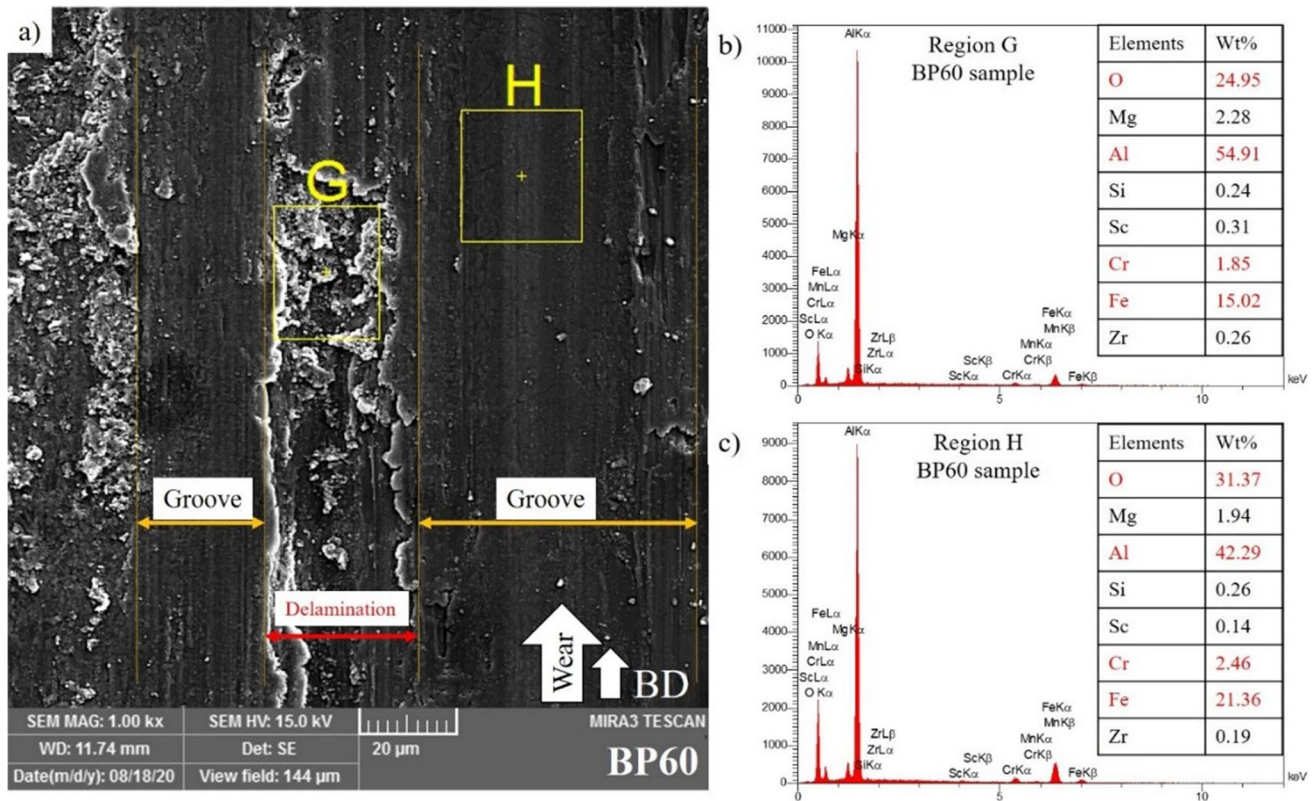 a)
G
H
Groove
Groove
Delamination
Wear
BD
SEM MAG: 1.00 kx
SEM HV: 15.0 kV
MIRA3 TESCAN
WD: 11.74 mm
Det: SE
20 µm
BP60
Date(m/d/y): 08/18/20
View field: 144 µm
b)
Region G
BP60 sample
AlKα
MgKα
FeLα
MnLα
CrLα
ScLα
O Kα
ZrLβ
ZrLα
SiKα
ScKβ
ScKα
FeKα
MnKβ
MnKα
CrKβ
CrKα
FeKβ
11000
10000
9000
8000
7000
6000
5000
4000
3000
2000
1000
0
0
5
10
keV
Elements Wt%
O 24.95
Mg 2.28
Al 54.91
Si 0.24
Sc 0.31
Cr 1.85
Fe 15.02
Zr 0.26
c)
Region H
BP60 sample
AlKα
FeLα
MgKα
MnLα
CrLα
ScLα
O Kα
ZrLβ
ZrLα
SiKα
ScKβ
ScKα
FeKα
MnKβ
MnKα
CrKβ
CrKα
FeKβ
9000
8000
7000
6000
5000
4000
3000
2000
1000
0
0
5
10
keV
Elements Wt%
O 31.37
Mg 1.94
Al 42.29
Si 0.26
Sc 0.14
Cr 2.46
Fe 21.36
Zr 0.19